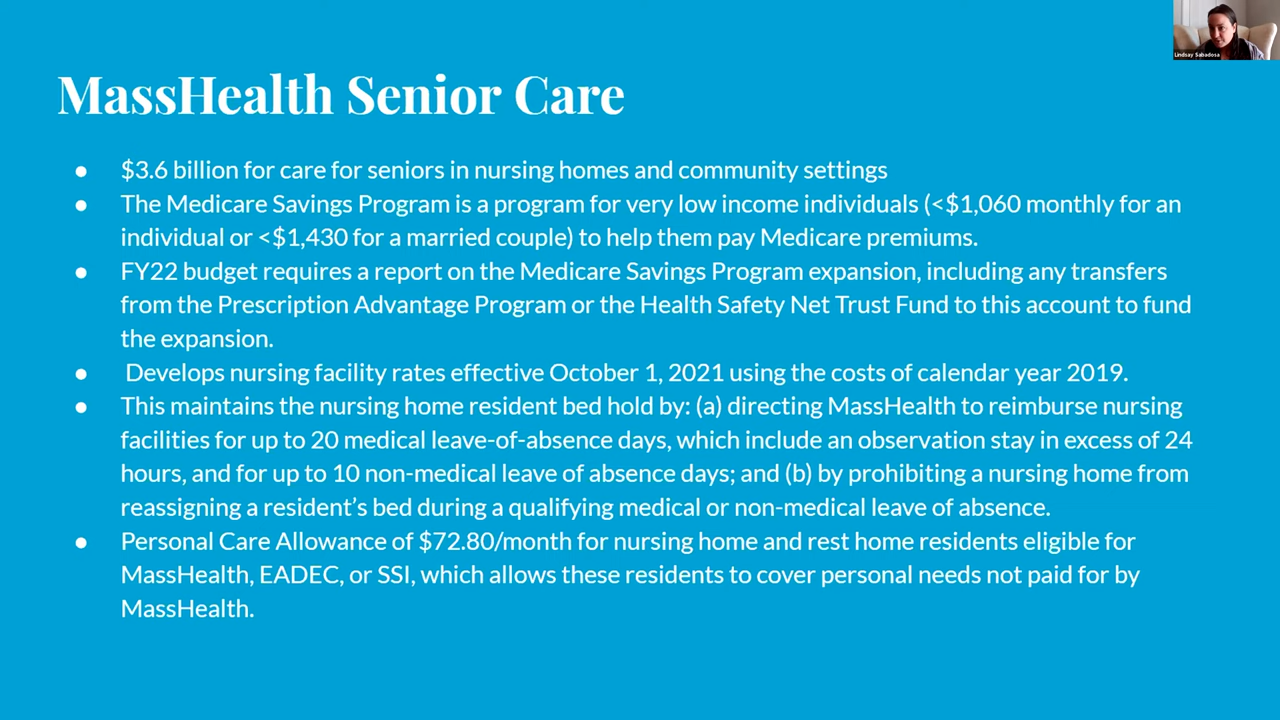 Lindsay Sabadosa
MassHealth Senior Care
● $3.6 billion for care for seniors in nursing homes and community settings
● The Medicare Savings Program is a program for very low income individuals (<$1,060 monthly for an
individual or <$1,430 for a married couple) to help them pay Medicare premiums.
● FY22 budget requires a report on the Medicare Savings Program expansion, including any transfers
from the Prescription Advantage Program or the Health Safety Net Trust Fund to this account to fund
the expansion.
● Develops nursing facility rates effective October 1, 2021 using the costs of calendar year 2019.
● This maintains the nursing home resident bed hold by: (a) directing MassHealth to reimburse nursing
facilities for up to 20 medical leave-of-absence days, which include an observation stay in excess of 24
hours, and for up to 10 non-medical leave of absence days; and (b) by prohibiting a nursing home from
reassigning a resident’s bed during a qualifying medical or non-medical leave of absence.
● Personal Care Allowance of $72.80/month for nursing home and rest home residents eligible for
MassHealth, EADEC, or SSI, which allows these residents to cover personal needs not paid for by
MassHealth.